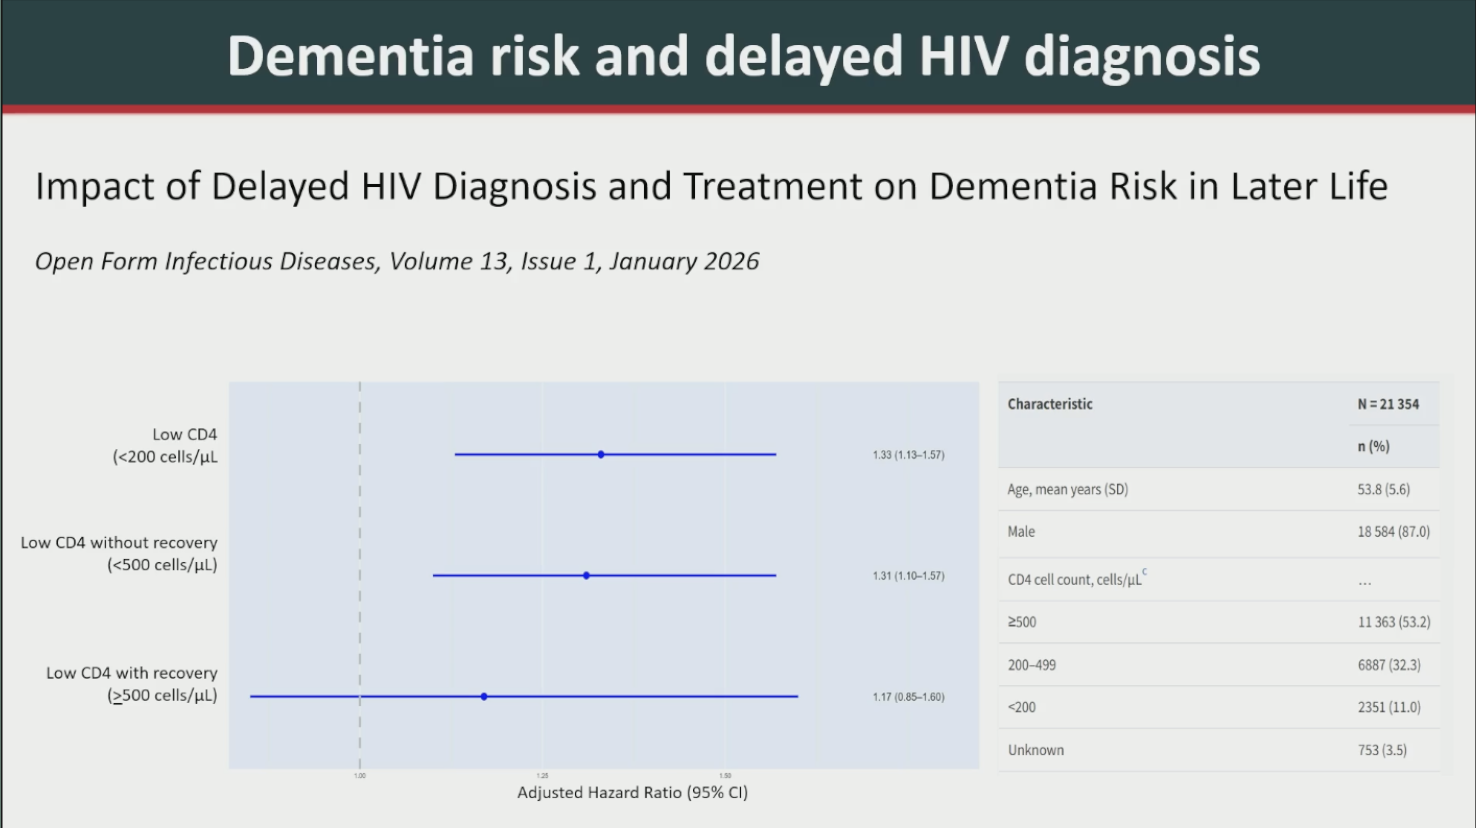 Dementia risk and delayed HIV diagnosis
Impact of Delayed HIV Diagnosis and Treatment on Dementia Risk in Later Life
Open Form Infectious Diseases, Volume 13, Issue 1, January 2026
Low CD4
(<200 cells/µL
1.33 (1.13–1.57)
Low CD4 without recovery
(<500 cells/µL)
1.31 (1.10–1.57)
Low CD4 with recovery
(≥500 cells/µL)
1.17 (0.85–1.60)
1.00 1.25 1.50
Adjusted Hazard Ratio (95% CI)
Characteristic N = 21 354
n (%)
Age, mean years (SD) 53.8 (5.6)
Male 18 584 (87.0)
CD4 cell count, cells/µLc ...
≥500 11 363 (53.2)
200–499 6887 (32.3)
<200 2351 (11.0)
Unknown 753 (3.5)